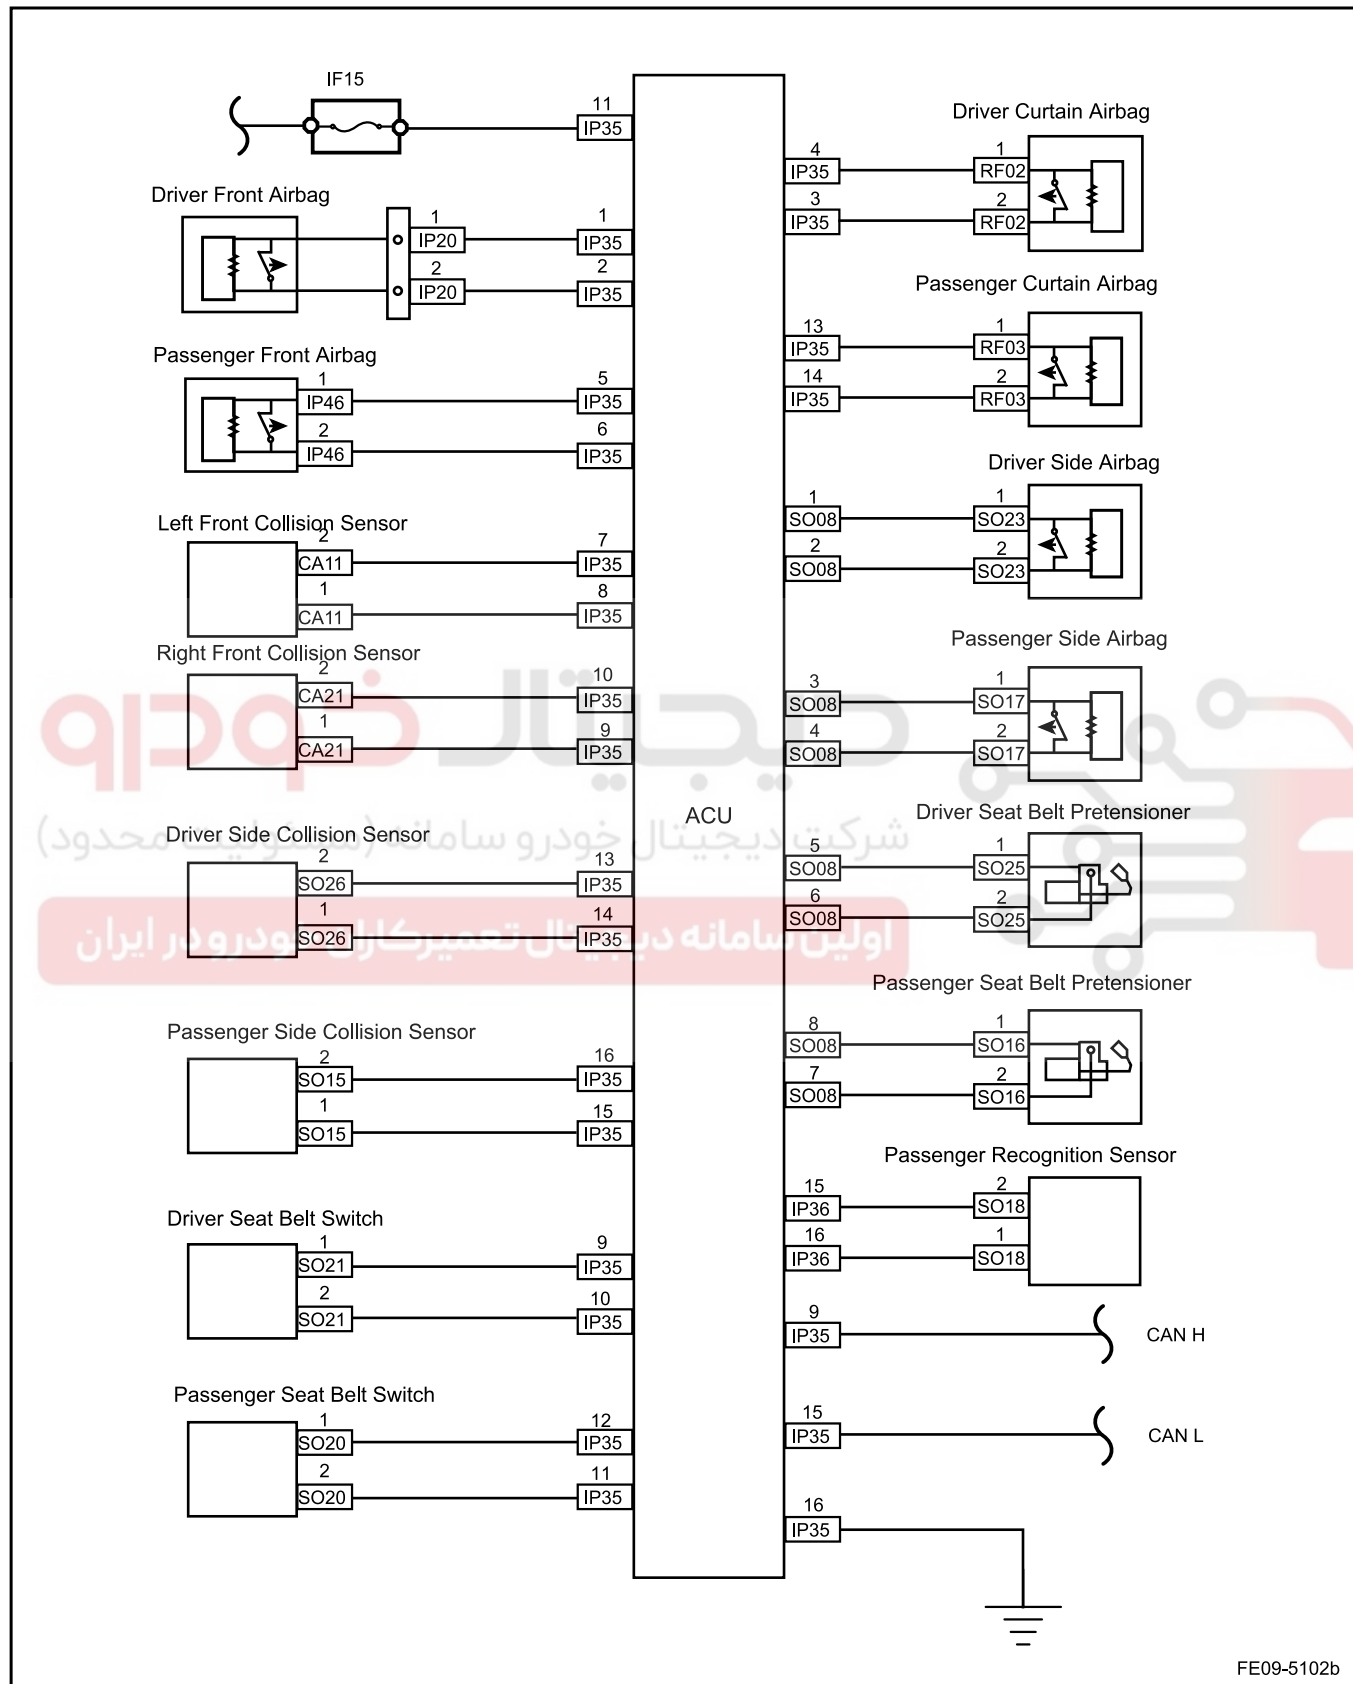 IF15
11
IP35
Driver Front Airbag
1
IP20
1
IP35
2
IP20
2
IP35
Passenger Front Airbag
1
IP46
5
IP35
2
IP46
6
IP35
Left Front Collision Sensor
2
CA11
7
IP35
1
CA11
8
IP35
Right Front Collision Sensor
2
CA21
10
IP35
1
CA21
9
IP35
Driver Side Collision Sensor
2
SO26
13
IP35
1
SO26
14
IP35
Passenger Side Collision Sensor
2
SO15
16
IP35
1
SO15
15
IP35
Driver Seat Belt Switch
1
SO21
9
IP35
2
SO21
10
IP35
Passenger Seat Belt Switch
1
SO20
12
IP35
2
SO20
11
IP35
ACU
Driver Curtain Airbag
4
IP35
1
RF02
3
IP35
2
RF02
Passenger Curtain Airbag
13
IP35
1
RF03
14
IP35
2
RF03
Driver Side Airbag
1
SO08
1
SO23
2
SO08
2
SO23
Passenger Side Airbag
3
SO08
1
SO17
4
SO08
2
SO17
Driver Seat Belt Pretensioner
5
SO08
1
SO25
6
SO08
2
SO25
Passenger Seat Belt Pretensioner
8
SO08
1
SO16
7
SO08
2
SO16
Passenger Recognition Sensor
15
IP36
2
SO18
16
IP36
1
SO18
9
IP35
CAN H
15
IP35
CAN L
16
IP35
FE09-5102b
دیجیتال خودرو
شرکت دیجیتال خودرو سامانه (مسئولیت محدود)
اولین سامانه دیجیتال تعمیرکاران خودرو در ایران